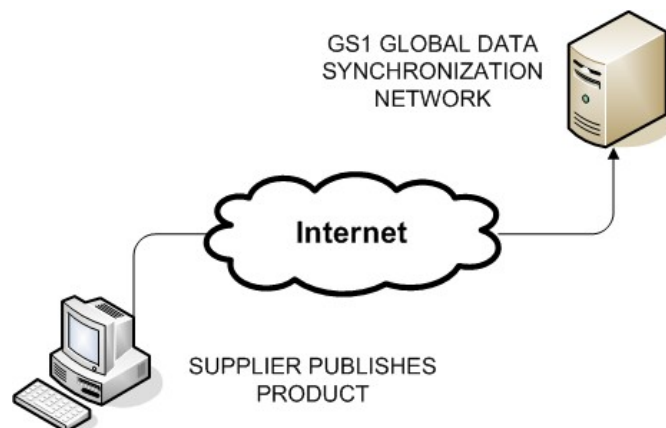 GS1 GLOBAL DATA
SYNCHRONIZATION
NETWORK
Internet
SUPPLIER PUBLISHES
PRODUCT